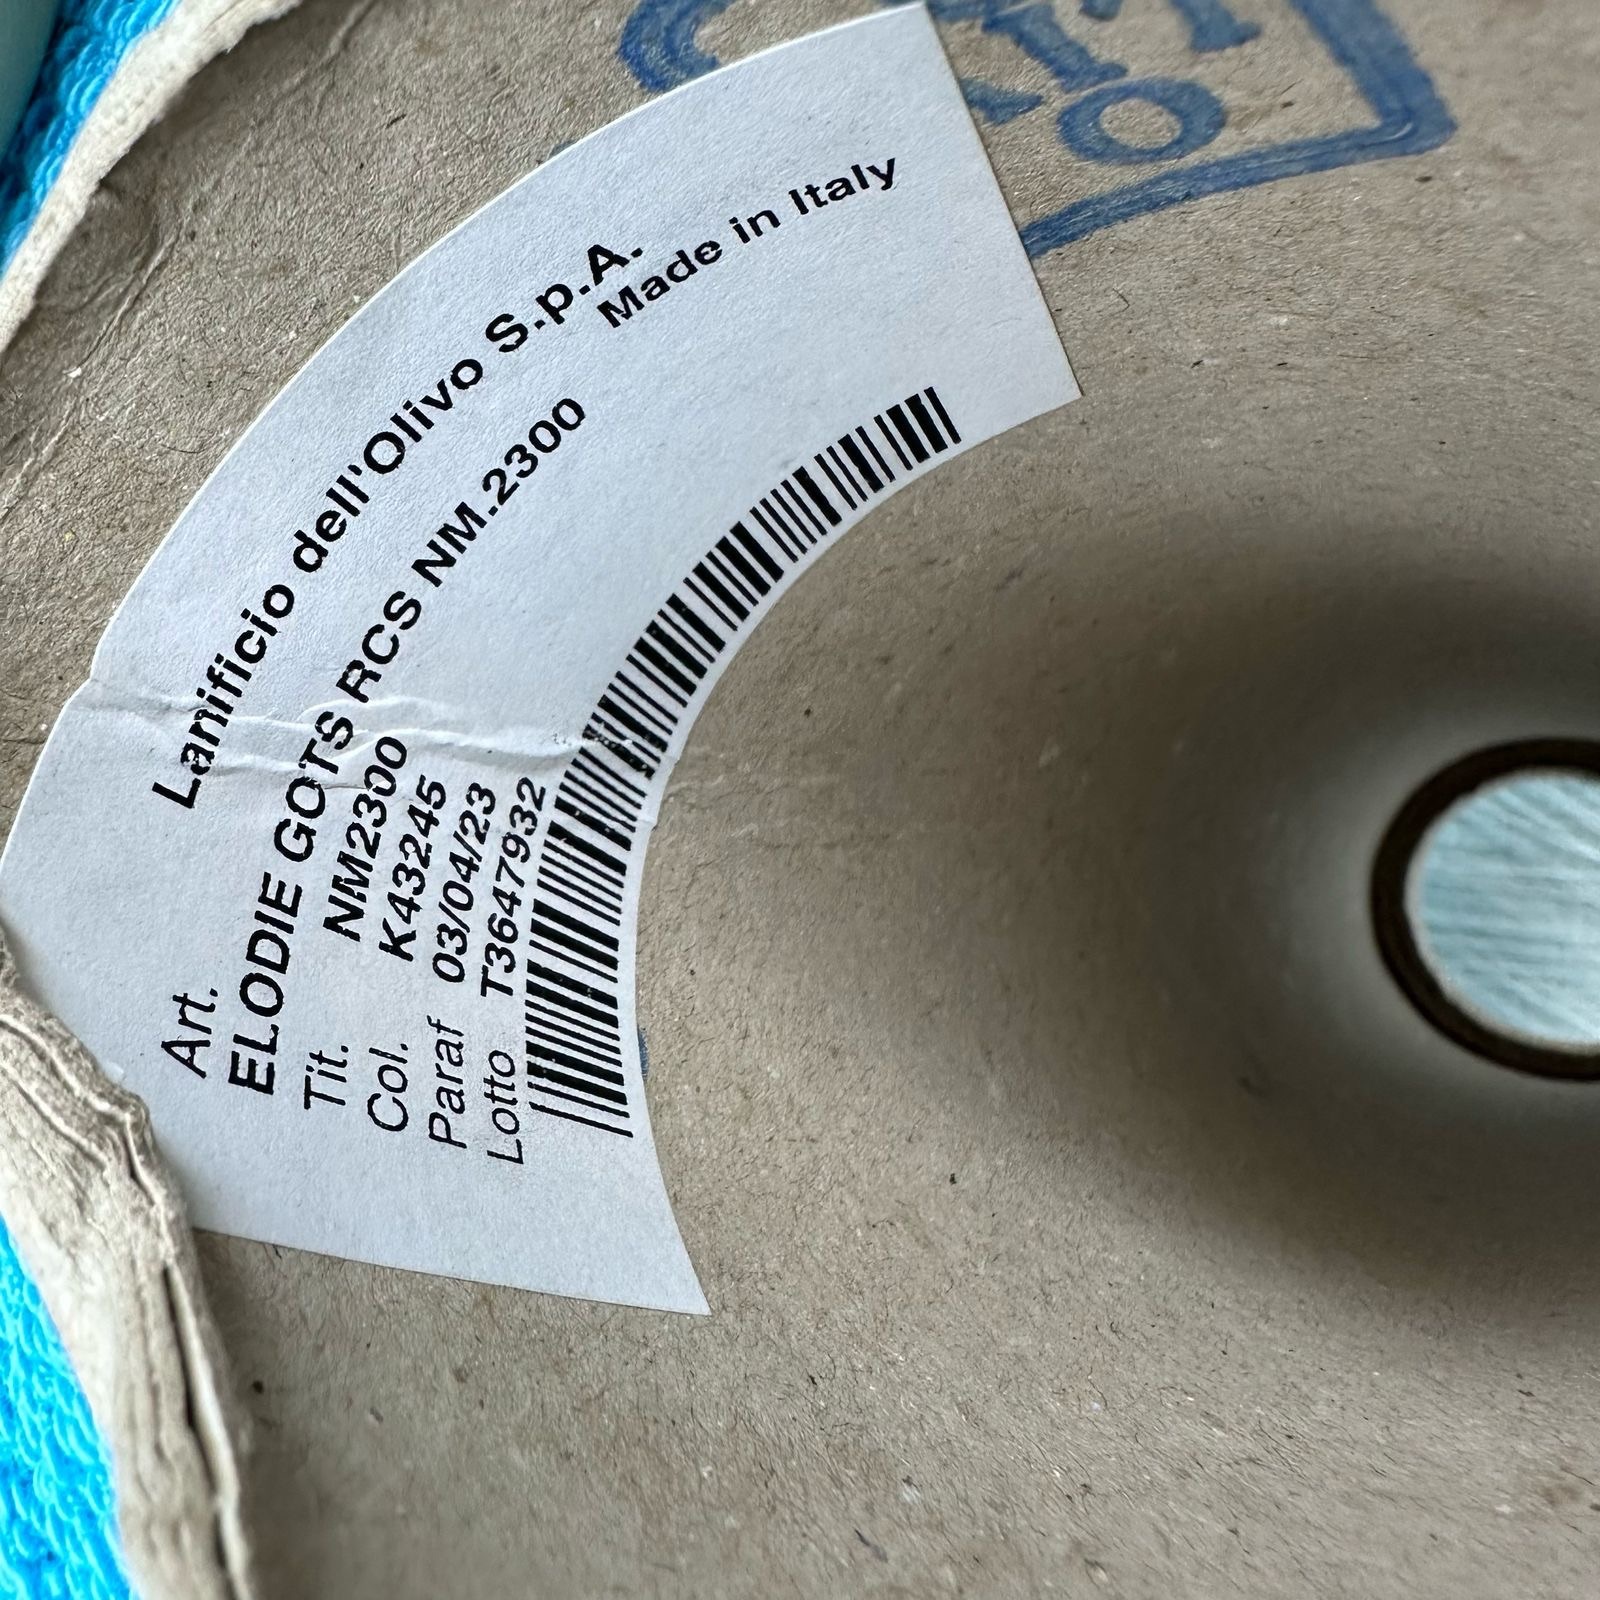 Lanificio dell'Olivo S.p.A.
Made in Italy
Art.
ELODIE GOTS RCS NM.2300
Tit. NM2300
Col. K43245
Paraf 03/04/23
Lotto T3647932